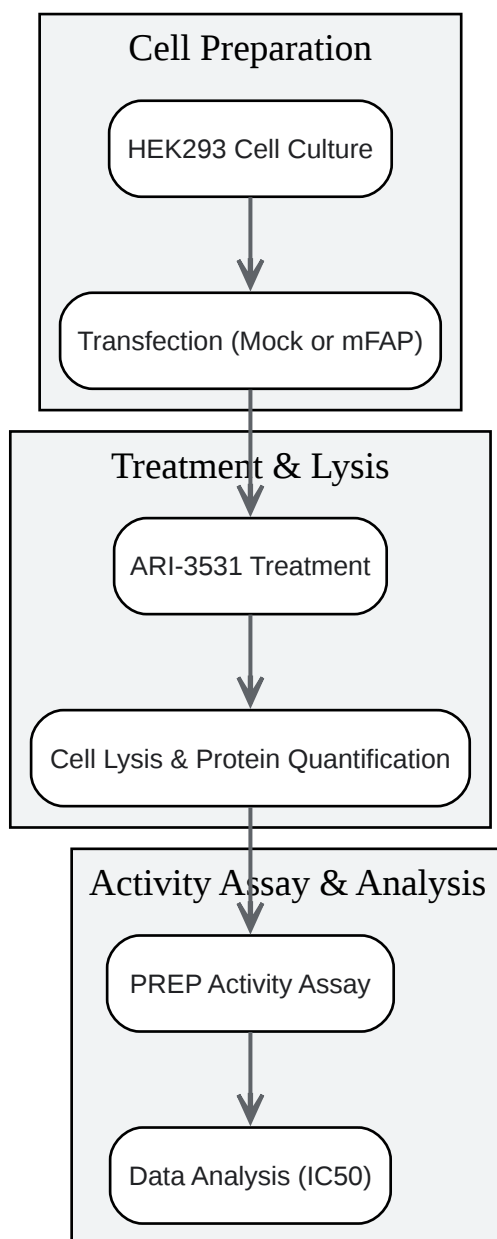 Cell Preparation
HEK293 Cell Culture
Transfection (Mock or mFAP)
Treatment & Lysis
ARI-3531 Treatment
Cell Lysis & Protein Quantification
Activity Assay & Analysis
PREP Activity Assay
Data Analysis (IC50)